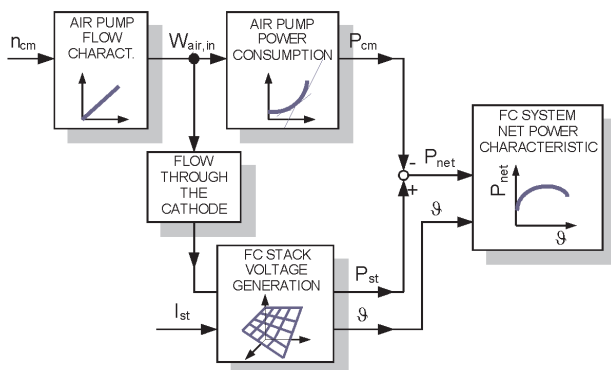 AIR PUMP
FLOW
CHARACT.
n_cm
W_air,in
AIR PUMP
POWER
CONSUMPTION
P_cm
FLOW
THROUGH
THE
CATHODE
FC SYSTEM
NET POWER
CHARACTERISTIC
P_net
ϑ
-
+
P_net
ϑ
FC STACK
VOLTAGE
GENERATION
I_st
P_st
ϑ